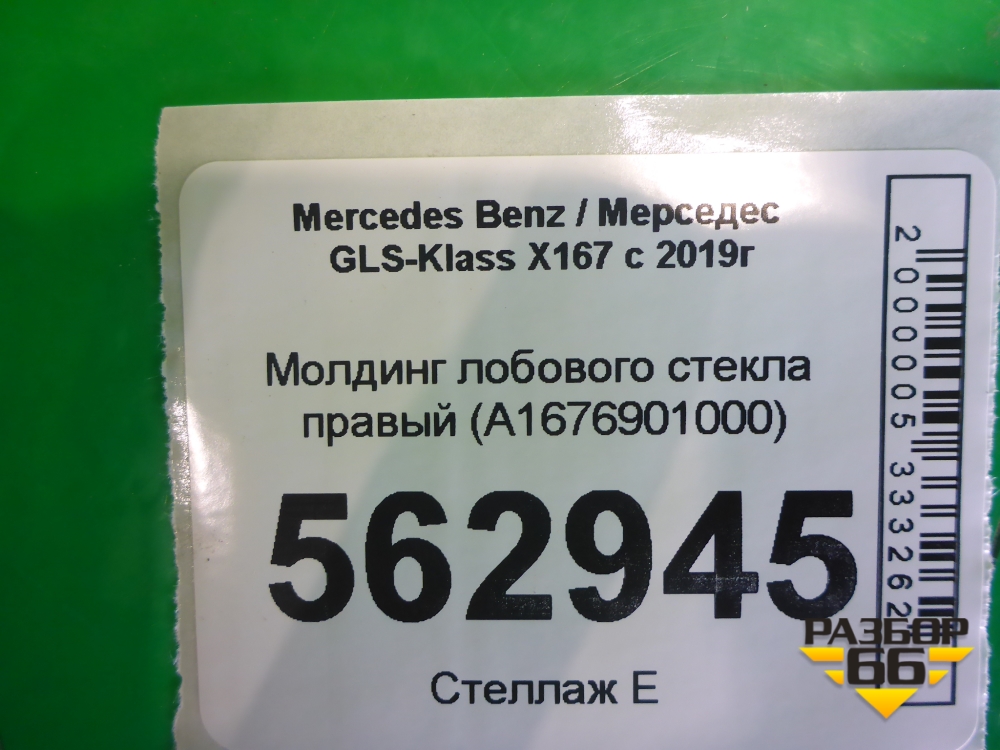 Mercedes Benz / Мерседес
GLS-Klass X167 с 2019г
Молдинг лобового стекла
правый (A1676901000)
562945
Стеллаж Е
2000005333262
РАЗБОР
66